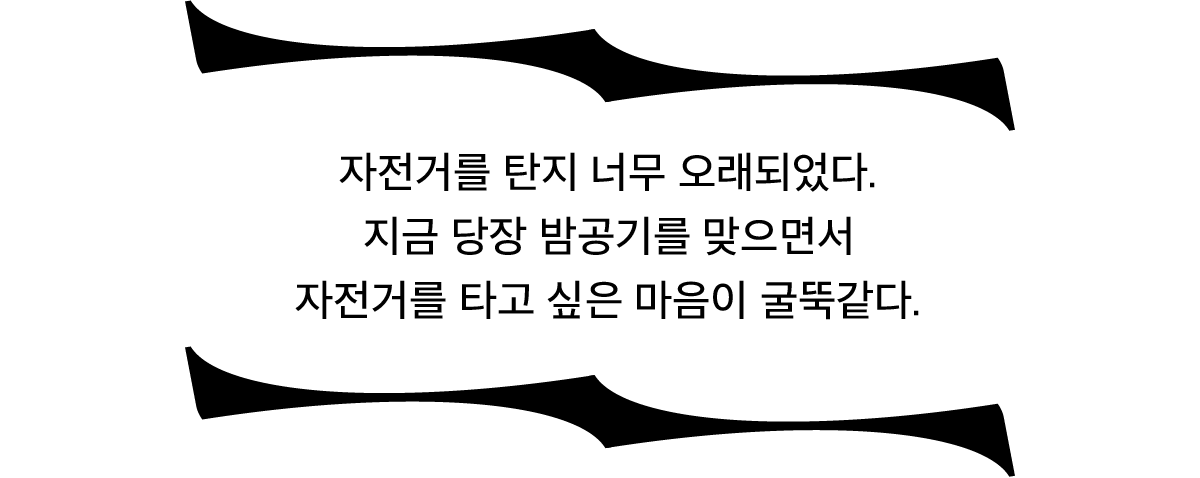 자전거를 탄지 너무 오래되었다.
지금 당장 밤공기를 맞으면서
자전거를 타고 싶은 마음이 굴뚝같다.